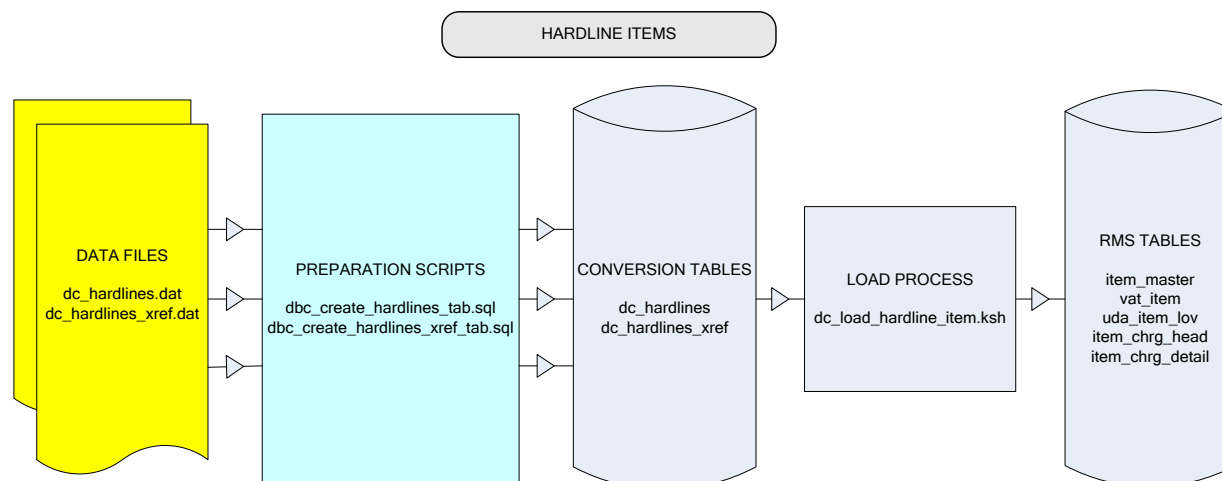 HARDLINE ITEMS
DATA FILES
dc_hardlines.dat
dc_hardlines_xref.dat
PREPARATION SCRIPTS
dbc_create_hardlines_tab.sql
dbc_create_hardlines_xref_tab.sql
CONVERSION TABLES
dc_hardlines
dc_hardlines_xref
LOAD PROCESS
dc_load_hardline_item.ksh
RMS TABLES
item_master
vat_item
uda_item_lov
item_chrg_head
item_chrg_detail